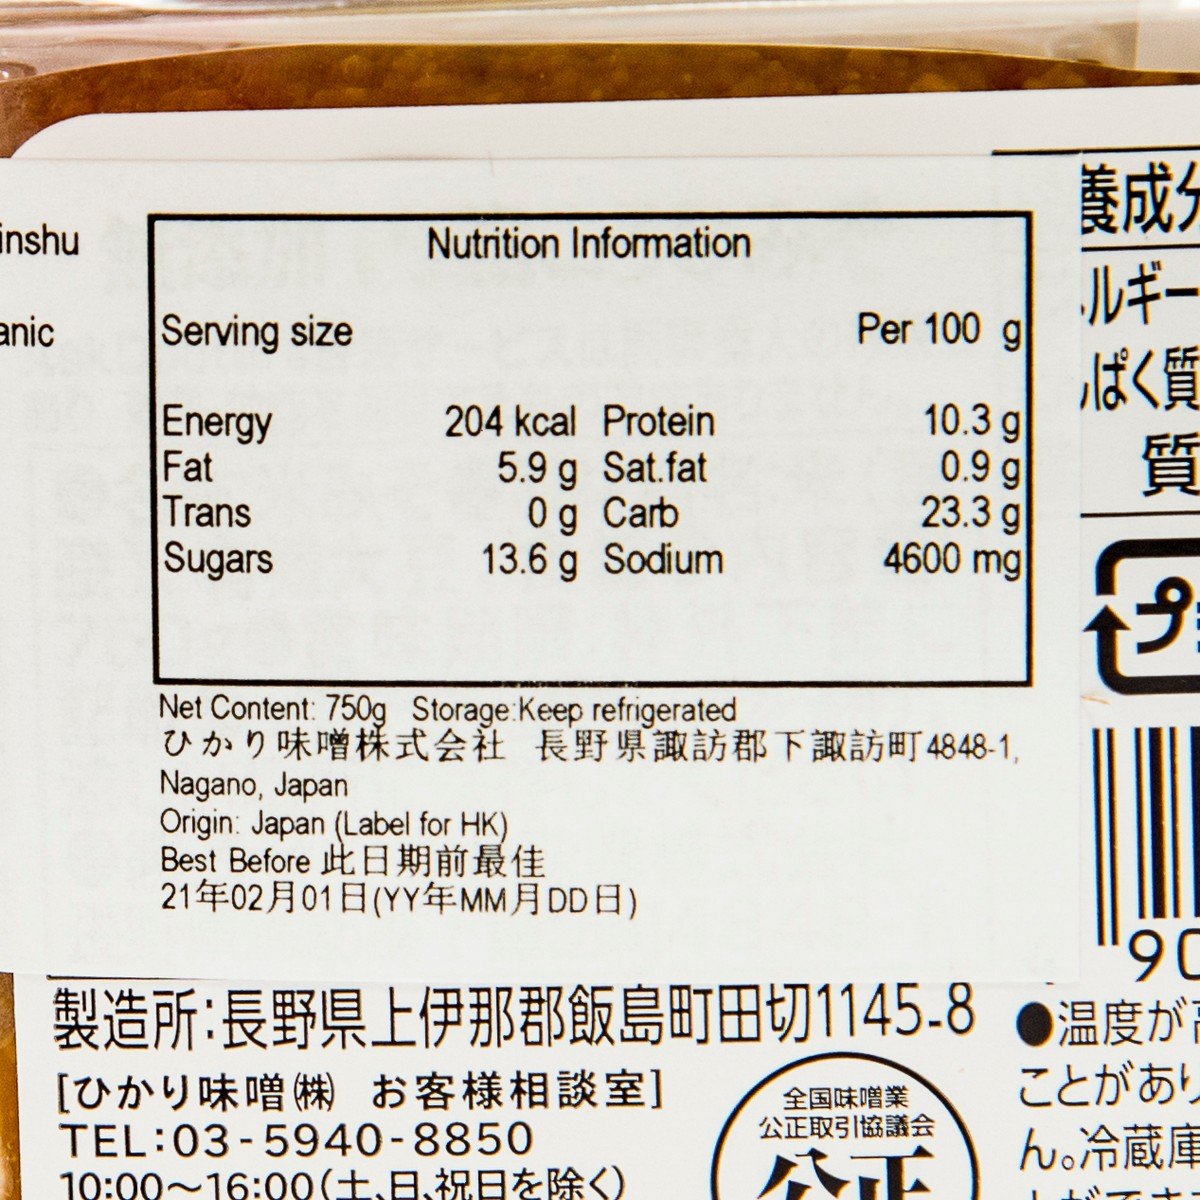 inshu
anic
Nutrition Information
Serving size Per 100 g
Energy 204 kcal Protein 10.3 g
Fat 5.9 g Sat.fat 0.9 g
Trans 0 g Carb 23.3 g
Sugars 13.6 g Sodium 4600 mg
Net Content: 750g Storage:Keep refrigerated
ひかり味噌株式会社 長野県諏訪郡下諏訪町4848-1,
Nagano, Japan
Origin: Japan (Label for HK)
Best Before 此日期前最佳
21年02月01日(YY年MM月DD日)
養成分
ルギー
ぱく質
質
プ
90
製造所:長野県上伊那郡飯島町田切1145-8
[ひかり味噌㈱ お客様相談室]
TEL:03-5940-8850
10:00～16:00(土、日、祝日を除く)
全国味噌業
公正取引協議会
公正
●温度が高
ことがあり
ん。冷蔵庫